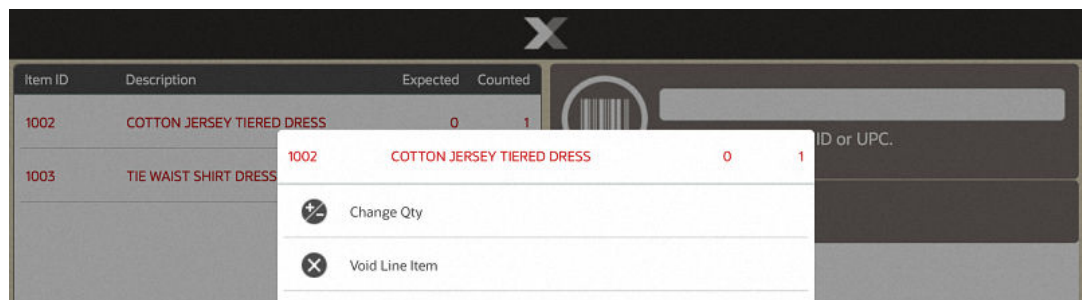 Item ID Description Expected Counted
1002 COTTON JERSEY TIERED DRESS 0 1
ID or UPC.
1002 COTTON JERSEY TIERED DRESS 0 1
1003 TIE WAIST SHIRT DRESS
Change Qty
Void Line Item